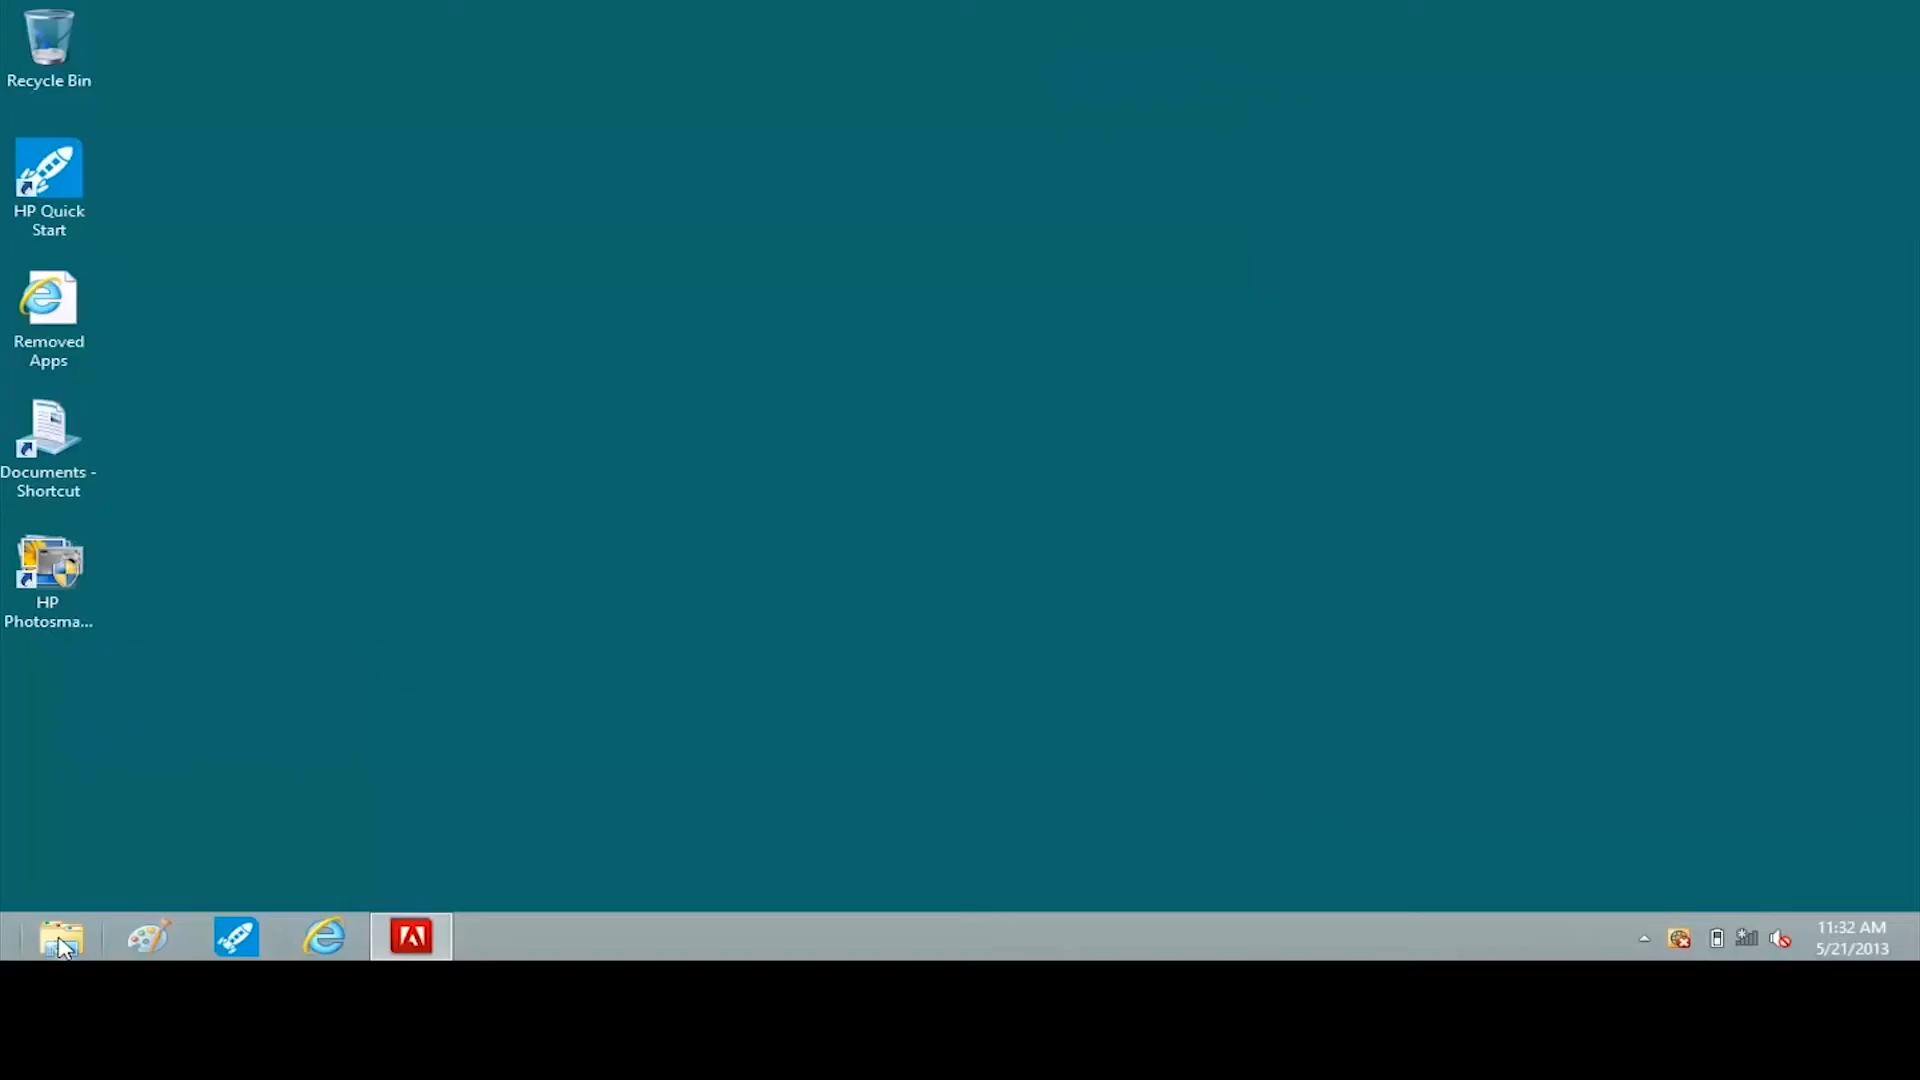 Recycle Bin
HP Quick
Start
Removed
Apps
Documents -
Shortcut
HP
Photosma...
11:32 AM
5/21/2013